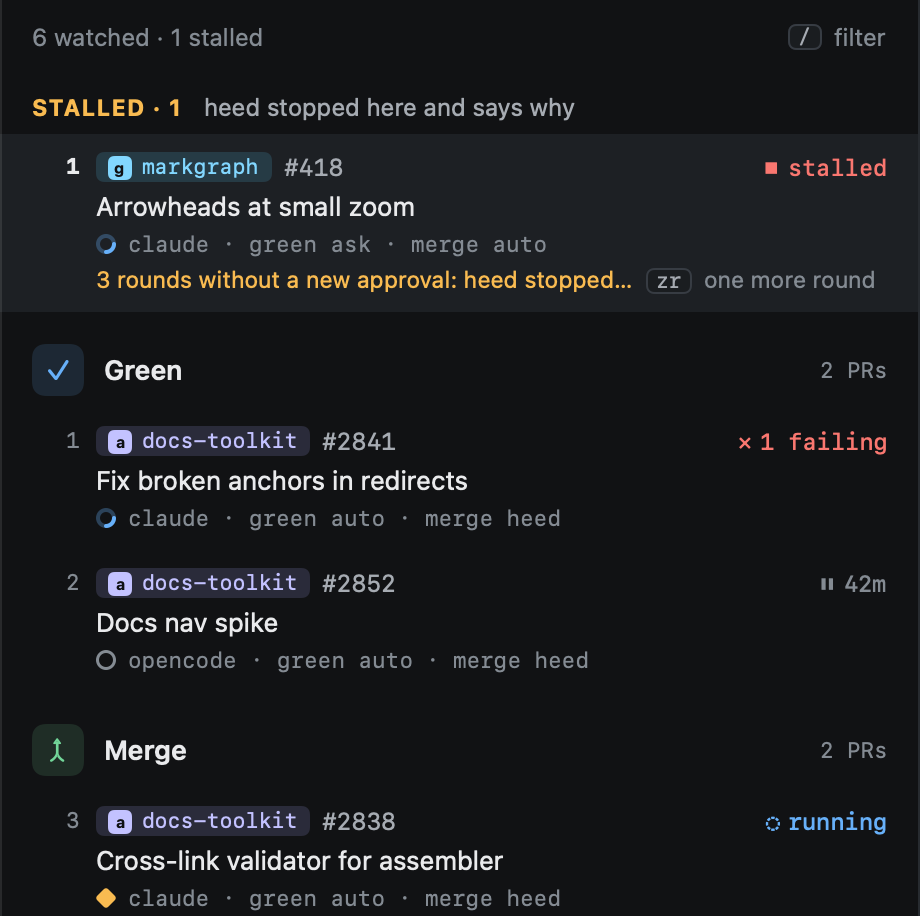 6 watched · 1 stalled / filter
STALLED · 1 heed stopped here and says why
1 g markgraph #418 stalled
Arrowheads at small zoom
claude · green ask · merge auto
3 rounds without a new approval: heed stopped… zr one more round
Green 2 PRs
1 a docs-toolkit #2841 × 1 failing
Fix broken anchors in redirects
claude · green auto · merge heed
2 a docs-toolkit #2852 42m
Docs nav spike
opencode · green auto · merge heed
Merge 2 PRs
3 a docs-toolkit #2838 running
Cross-link validator for assembler
claude · green auto · merge heed